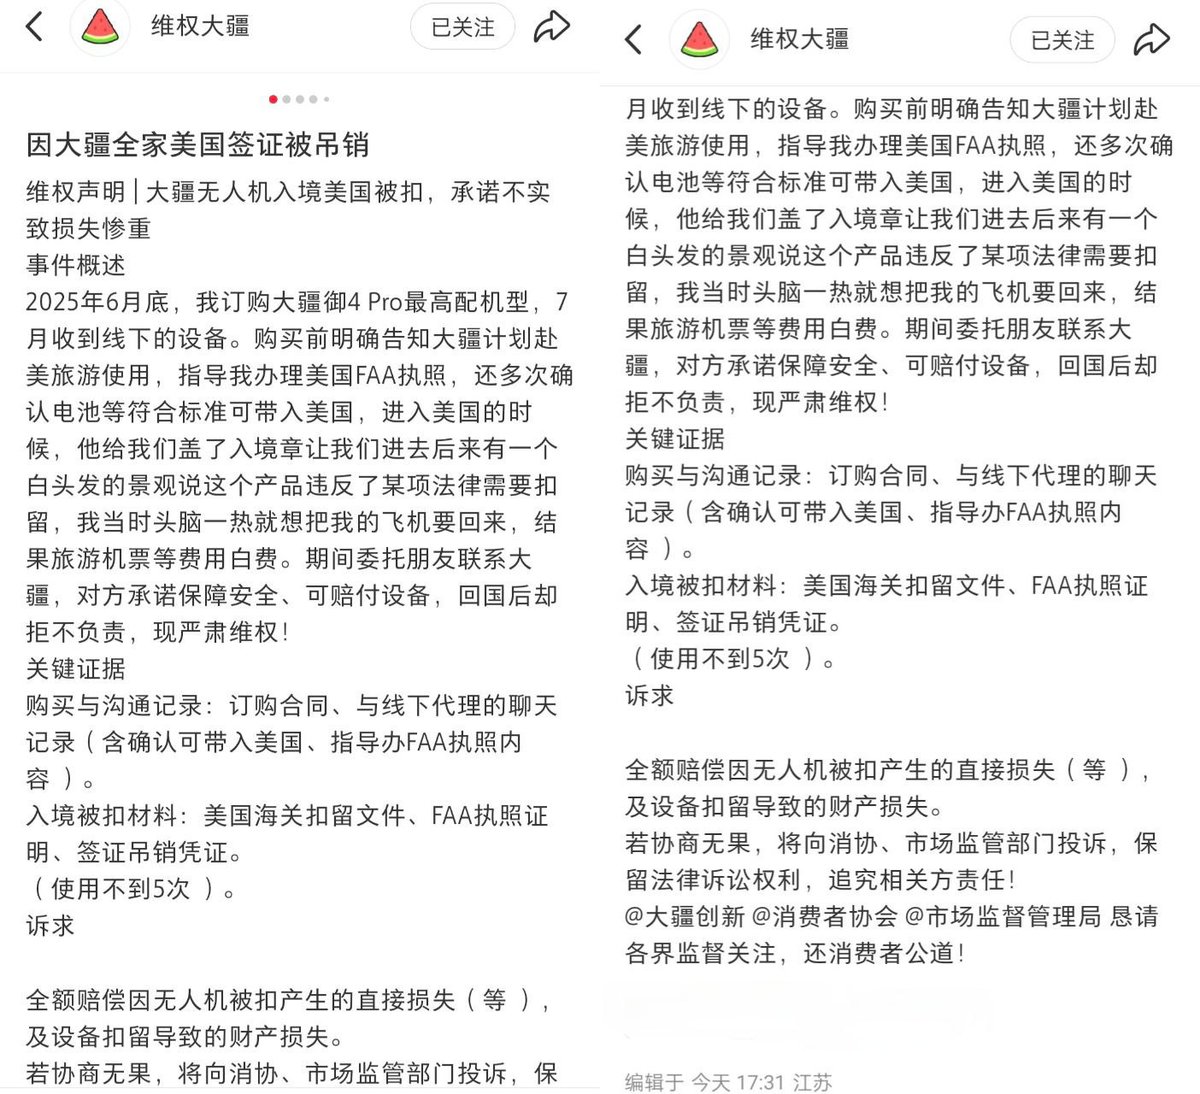 维权大疆
已关注
因大疆全家美国签证被吊销
维权声明|大疆无人机入境美国被扣，承诺不实
致损失惨重
事件概述
2025年6月底，我订购大疆御4 Pro最高配机型，7
月收到线下的设备。购买前明确告知大疆计划赴
美旅游使用，指导我办理美国FAA执照，还多次确
认电池等符合标准可带入美国，进入美国的时
候，他给我们盖了入境章让我们进去后来有一个
白头发的景观说这个产品违反了某项法律需要扣
留，我当时头脑一热就想把我的飞机要回来，结
果旅游机票等费用白费。期间委托朋友联系大
疆，对方承诺保障安全、可赔付设备，回国后却
拒不负责，现严肃维权！
关键证据
购买与沟通记录：订购合同、与线下代理的聊天
记录（含确认可带入美国、指导办FAA执照内
容 ）。
入境被扣材料：美国海关扣留文件、FAA执照证
明、签证吊销凭证。
（使用不到5次 ）。
诉求
全额赔偿因无人机被扣产生的直接损失（等 ），
及设备扣留导致的财产损失。
若协商无果，将向消协、市场监管部门投诉，保
维权大疆
已关注
月收到线下的设备。购买前明确告知大疆计划赴
美旅游使用，指导我办理美国FAA执照，还多次确
认电池等符合标准可带入美国，进入美国的时
候，他给我们盖了入境章让我们进去后来有一个
白头发的景观说这个产品违反了某项法律需要扣
留，我当时头脑一热就想把我的飞机要回来，结
果旅游机票等费用白费。期间委托朋友联系大
疆，对方承诺保障安全、可赔付设备，回国后却
拒不负责，现严肃维权！
关键证据
购买与沟通记录：订购合同、与线下代理的聊天
记录（含确认可带入美国、指导办FAA执照内
容 ）。
入境被扣材料：美国海关扣留文件、FAA执照证
明、签证吊销凭证。
（使用不到5次 ）。
诉求
全额赔偿因无人机被扣产生的直接损失（等 ），
及设备扣留导致的财产损失。
若协商无果，将向消协、市场监管部门投诉，保
留法律诉讼权利，追究相关方责任！
@大疆创新 @消费者协会 @市场监督管理局 恳请
各界监督关注，还消费者公道！
编辑于 今天 17:31 江苏